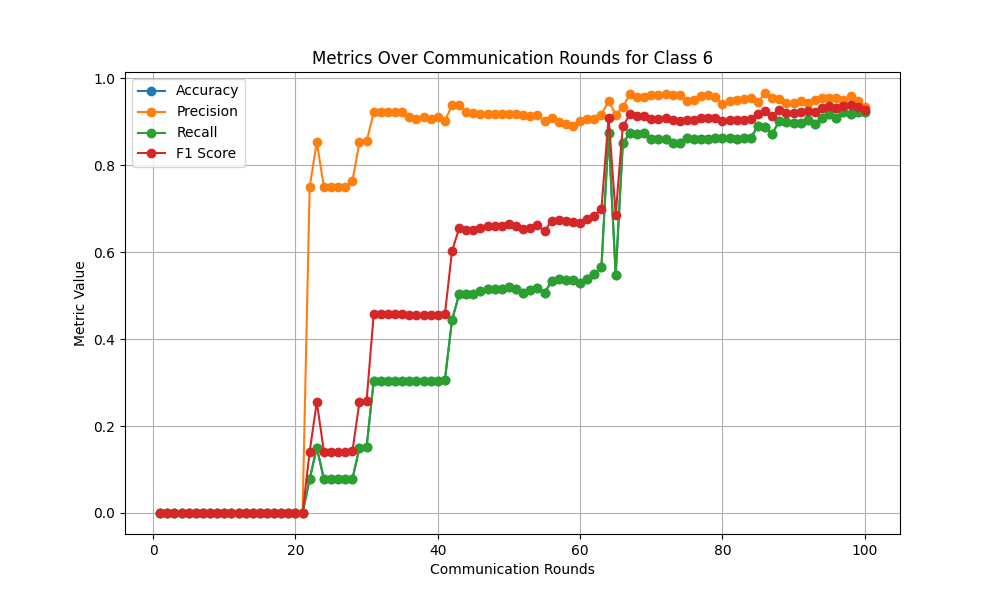 Metrics Over Communication Rounds for Class 6
Accuracy
Precision
Recall
F1 Score
Metric Value
1.0
0.8
0.6
0.4
0.2
0.0
0 20 40 60 80 100
Communication Rounds